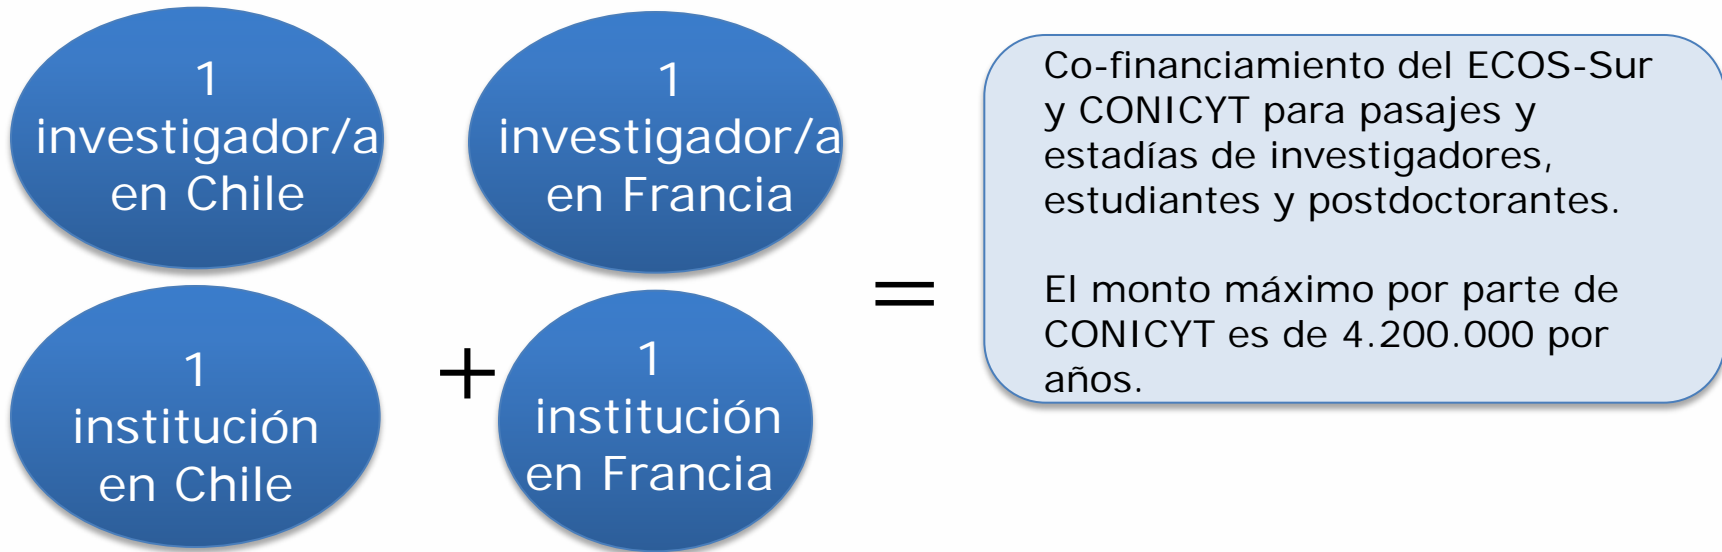 1
investigador/a
en Chile
1
investigador/a
en Francia
1
institución
en Chile
+
1
institución
en Francia
=
Co-financiamiento del ECOS-Sur
y CONICYT para pasajes y
estadías de investigadores,
estudiantes y postdoctorantes.
El monto máximo por parte de
CONICYT es de 4.200.000 por
años.